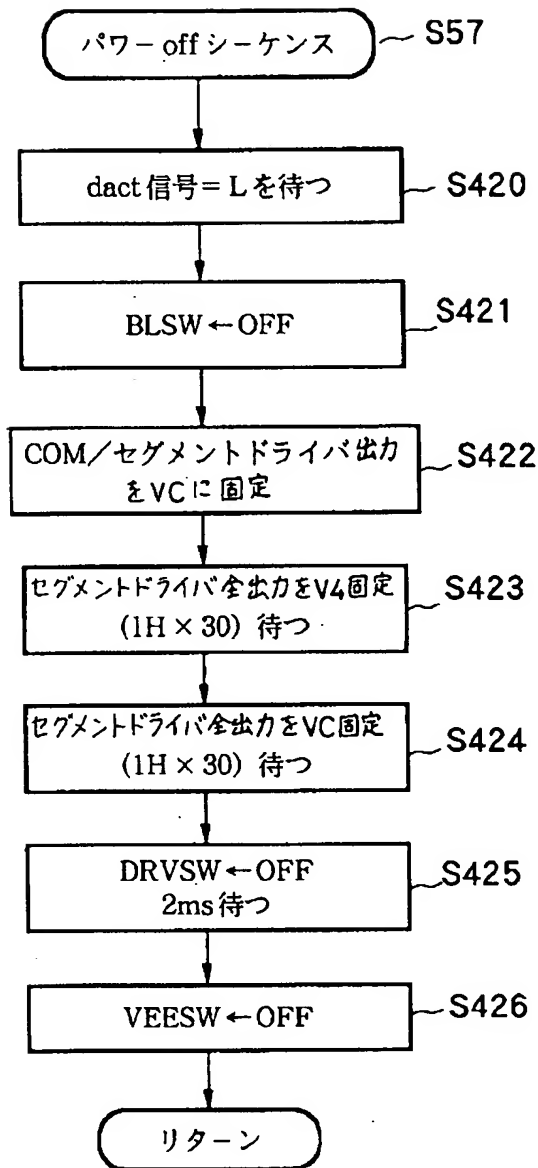 パワーoffシーケンス
S57
dact信号=Lを待つ
S420
BLSW←OFF
S421
COM/セグメントドライバ出力
をVCに固定
S422
セグメントドライバ全出力をV4固定
(1H×30)待つ
S423
セグメントドライバ全出力をVC固定
(1H×30)待つ
S424
DRVSW←OFF
2ms待つ
S425
VEESW←OFF
S426
リターン